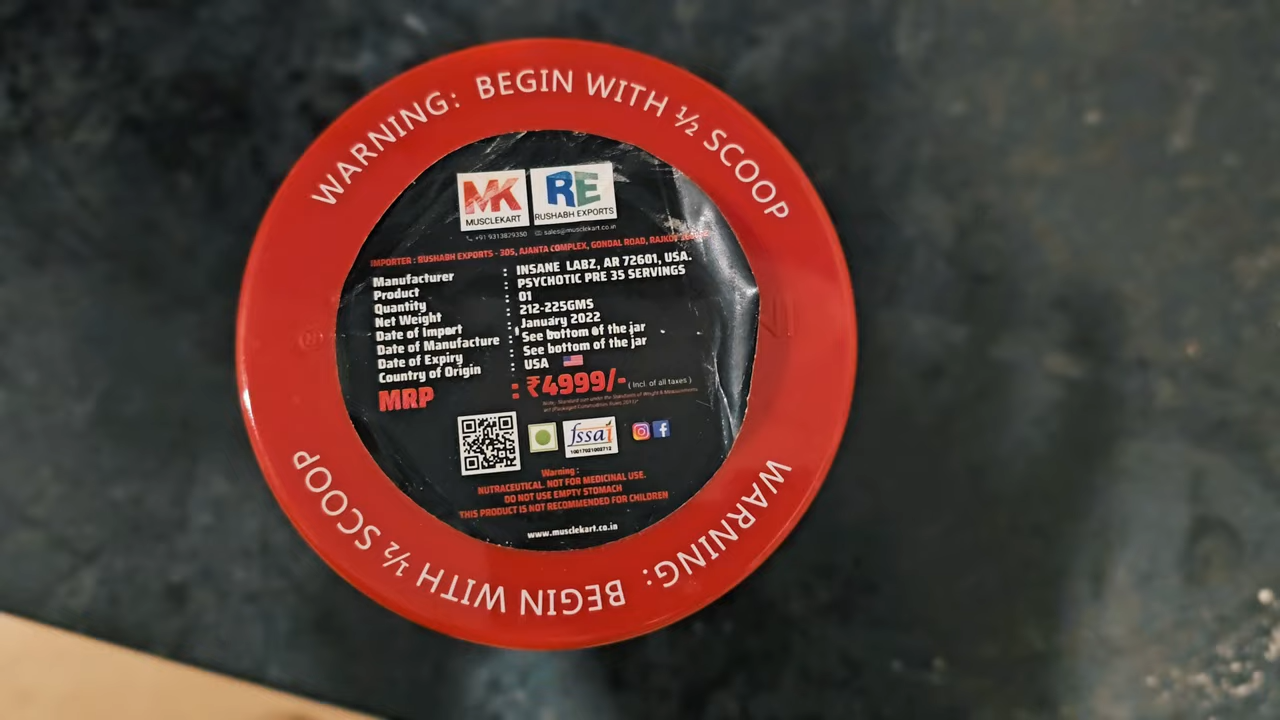 WARNING: BEGIN WITH ½ SCOOP
MK
MUSCLEKART
RE
RUSHABH EXPORTS
+91 9313829350 sales@musclekart.co.in
IMPORTER : RUSHABH EXPORTS - 305, AJANTA COMPLEX, GONDAL ROAD, RAJKOT
Manufacturer : INSANE LABZ, AR 72601, USA.
Product : PSYCHOTIC PRE 35 SERVINGS
Quantity : 01
Net Weight : 212-225GMS
Date of Import : January 2022
Date of Manufacture : See bottom of the jar
Date of Expiry : See bottom of the jar
Country of Origin : USA
MRP : ₹4999/- ( Incl. of all taxes )
fssai
Warning :
NUTRACEUTICAL. NOT FOR MEDICINAL USE.
DO NOT USE EMPTY STOMACH
THIS PRODUCT IS NOT RECOMMENDED FOR CHILDREN
www.musclekart.co.in
WARNING: BEGIN WITH ½ SCOOP